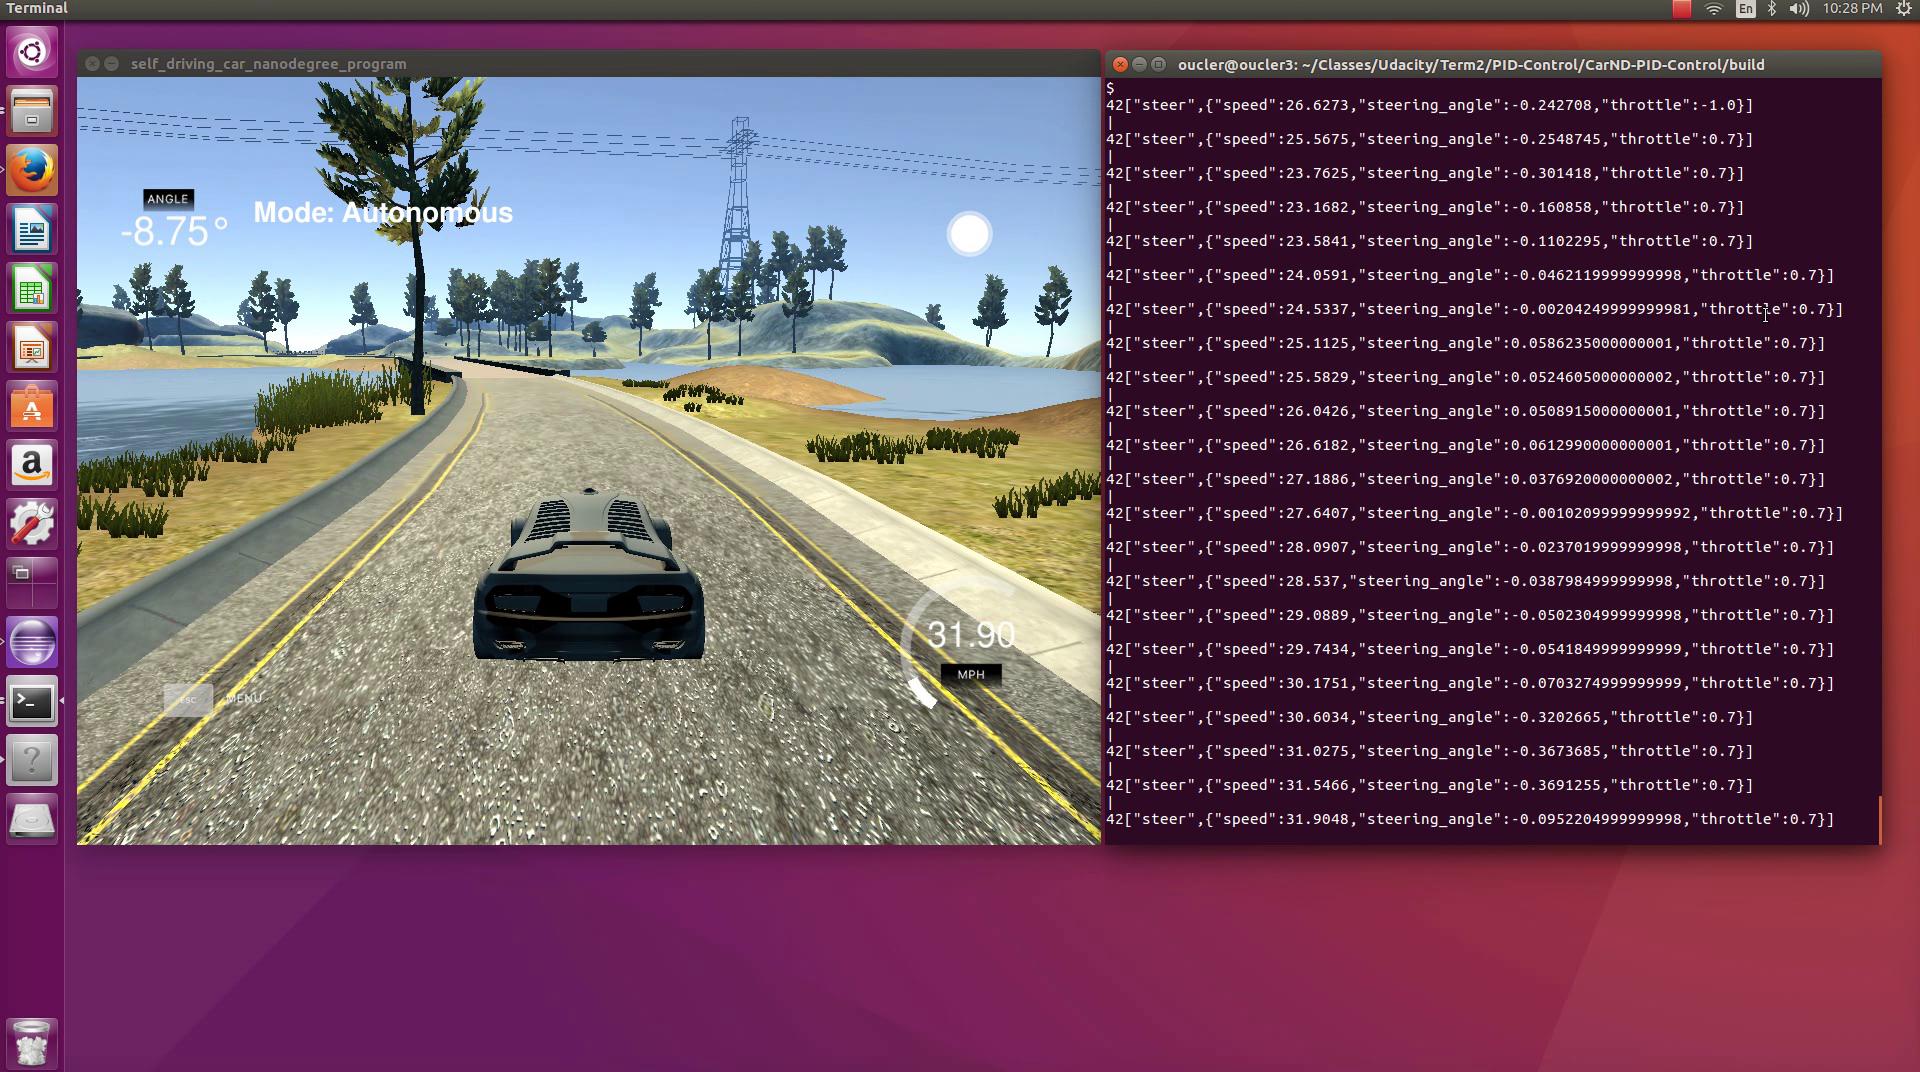 Terminal
En
10:28 PM
self_driving_car_nanodegree_program
ANGLE
-8.75°
Mode: Autonomous
31.90
MPH
ESC
MENU
oucler@oucler3: ~/Classes/Udacity/Term2/PID-Control/CarND-PID-Control/build
$
42["steer",{"speed":26.6273,"steering_angle":-0.242708,"throttle":-1.0}]
|
42["steer",{"speed":25.5675,"steering_angle":-0.2548745,"throttle":0.7}]
|
42["steer",{"speed":23.7625,"steering_angle":-0.301418,"throttle":0.7}]
|
42["steer",{"speed":23.1682,"steering_angle":-0.160858,"throttle":0.7}]
|
42["steer",{"speed":23.5841,"steering_angle":-0.1102295,"throttle":0.7}]
|
42["steer",{"speed":24.0591,"steering_angle":-0.0462119999999998,"throttle":0.7}]
|
42["steer",{"speed":24.5337,"steering_angle":-0.00204249999999981,"throttle":0.7}]
|
42["steer",{"speed":25.1125,"steering_angle":0.0586235000000001,"throttle":0.7}]
|
42["steer",{"speed":25.5829,"steering_angle":0.0524605000000002,"throttle":0.7}]
|
42["steer",{"speed":26.0426,"steering_angle":0.0508915000000001,"throttle":0.7}]
|
42["steer",{"speed":26.6182,"steering_angle":0.0612990000000001,"throttle":0.7}]
|
42["steer",{"speed":27.1886,"steering_angle":0.0376920000000002,"throttle":0.7}]
|
42["steer",{"speed":27.6407,"steering_angle":-0.00102099999999992,"throttle":0.7}]
|
42["steer",{"speed":28.0907,"steering_angle":-0.0237019999999998,"throttle":0.7}]
|
42["steer",{"speed":28.537,"steering_angle":-0.0387984999999998,"throttle":0.7}]
|
42["steer",{"speed":29.0889,"steering_angle":-0.0502304999999998,"throttle":0.7}]
|
42["steer",{"speed":29.7434,"steering_angle":-0.0541849999999999,"throttle":0.7}]
|
42["steer",{"speed":30.1751,"steering_angle":-0.0703274999999999,"throttle":0.7}]
|
42["steer",{"speed":30.6034,"steering_angle":-0.3202665,"throttle":0.7}]
|
42["steer",{"speed":31.0275,"steering_angle":-0.3673685,"throttle":0.7}]
|
42["steer",{"speed":31.5466,"steering_angle":-0.3691255,"throttle":0.7}]
|
42["steer",{"speed":31.9048,"steering_angle":-0.0952204999999998,"throttle":0.7}]